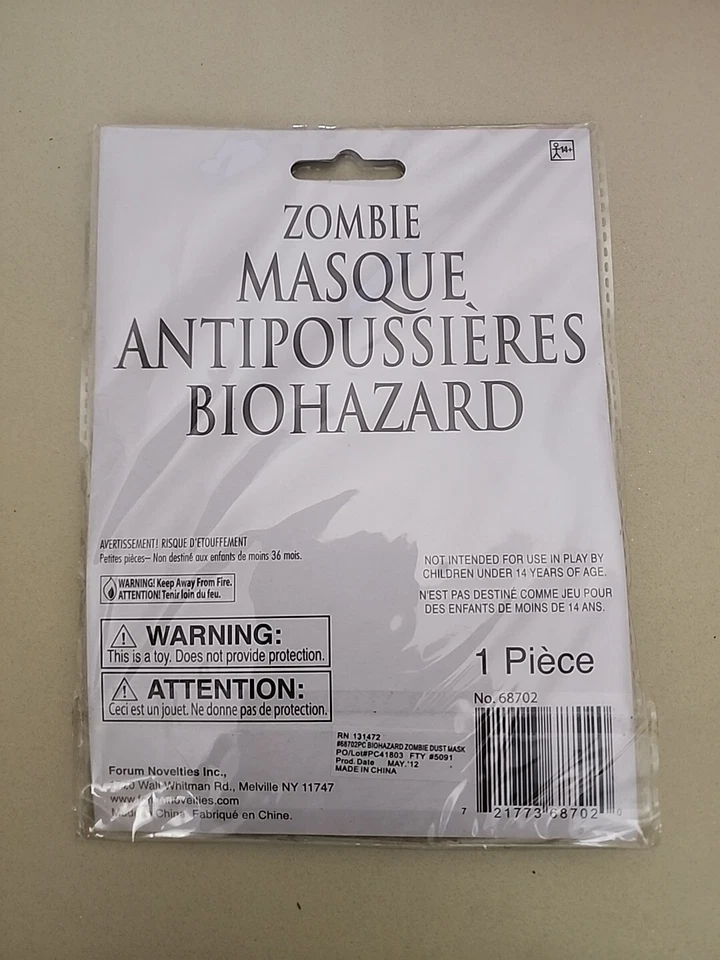 14+
ZOMBIE
MASQUE
ANTIPOUSSIÈRES
BIOHAZARD
AVERTISSEMENT! RISQUE D'ETOUFFEMENT
Petites pièces– Non destiné aux enfants de moins 36 mois.
WARNING! Keep Away From Fire.
ATTENTION! Tenir loin du feu.
WARNING:
This is a toy. Does not provide protection.
ATTENTION:
Ceci est un jouet. Ne donne pas de protection.
NOT INTENDED FOR USE IN PLAY BY
CHILDREN UNDER 14 YEARS OF AGE.
N'EST PAS DESTINÉ COMME JEU POUR
DES ENFANTS DE MOINS DE 14 ANS.
1 Pièce
No. 68702
RN 131472
#68702PC BIOHAZARD ZOMBIE DUST MASK
PO/Lot#PC41803 FTY #5091
Prod. Date MAY.'12
MADE IN CHINA
Forum Novelties Inc.,
Walt Whitman Rd., Melville NY 11747
China. Fabriqué en Chine.
7 21773 68702 0